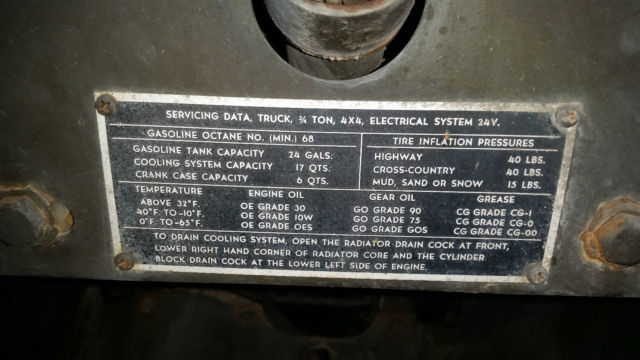 SERVICING DATA, TRUCK, ¾ TON, 4X4, ELECTRICAL SYSTEM 24V.
GASOLINE OCTANE NO. (MIN.) 68
GASOLINE TANK CAPACITY 24 GALS.
COOLING SYSTEM CAPACITY 17 QTS.
CRANK CASE CAPACITY 6 QTS.
TIRE INFLATION PRESSURES
HIGHWAY 40 LBS.
CROSS-COUNTRY 40 LBS.
MUD, SAND OR SNOW 15 LBS.
TEMPERATURE ENGINE OIL GEAR OIL GREASE
ABOVE 32°F. OE GRADE 30 GO GRADE 90 CG GRADE CG-1
40°F. TO -10°F. OE GRADE 10W GO GRADE 75 CG GRADE CG-0
0°F. TO -65°F. OE GRADE OES GO GRADE GOS CG GRADE CG-00
TO DRAIN COOLING SYSTEM, OPEN THE RADIATOR DRAIN COCK AT FRONT,
LOWER RIGHT HAND CORNER OF RADIATOR CORE AND THE CYLINDER
BLOCK DRAIN COCK AT THE LOWER LEFT SIDE OF ENGINE.